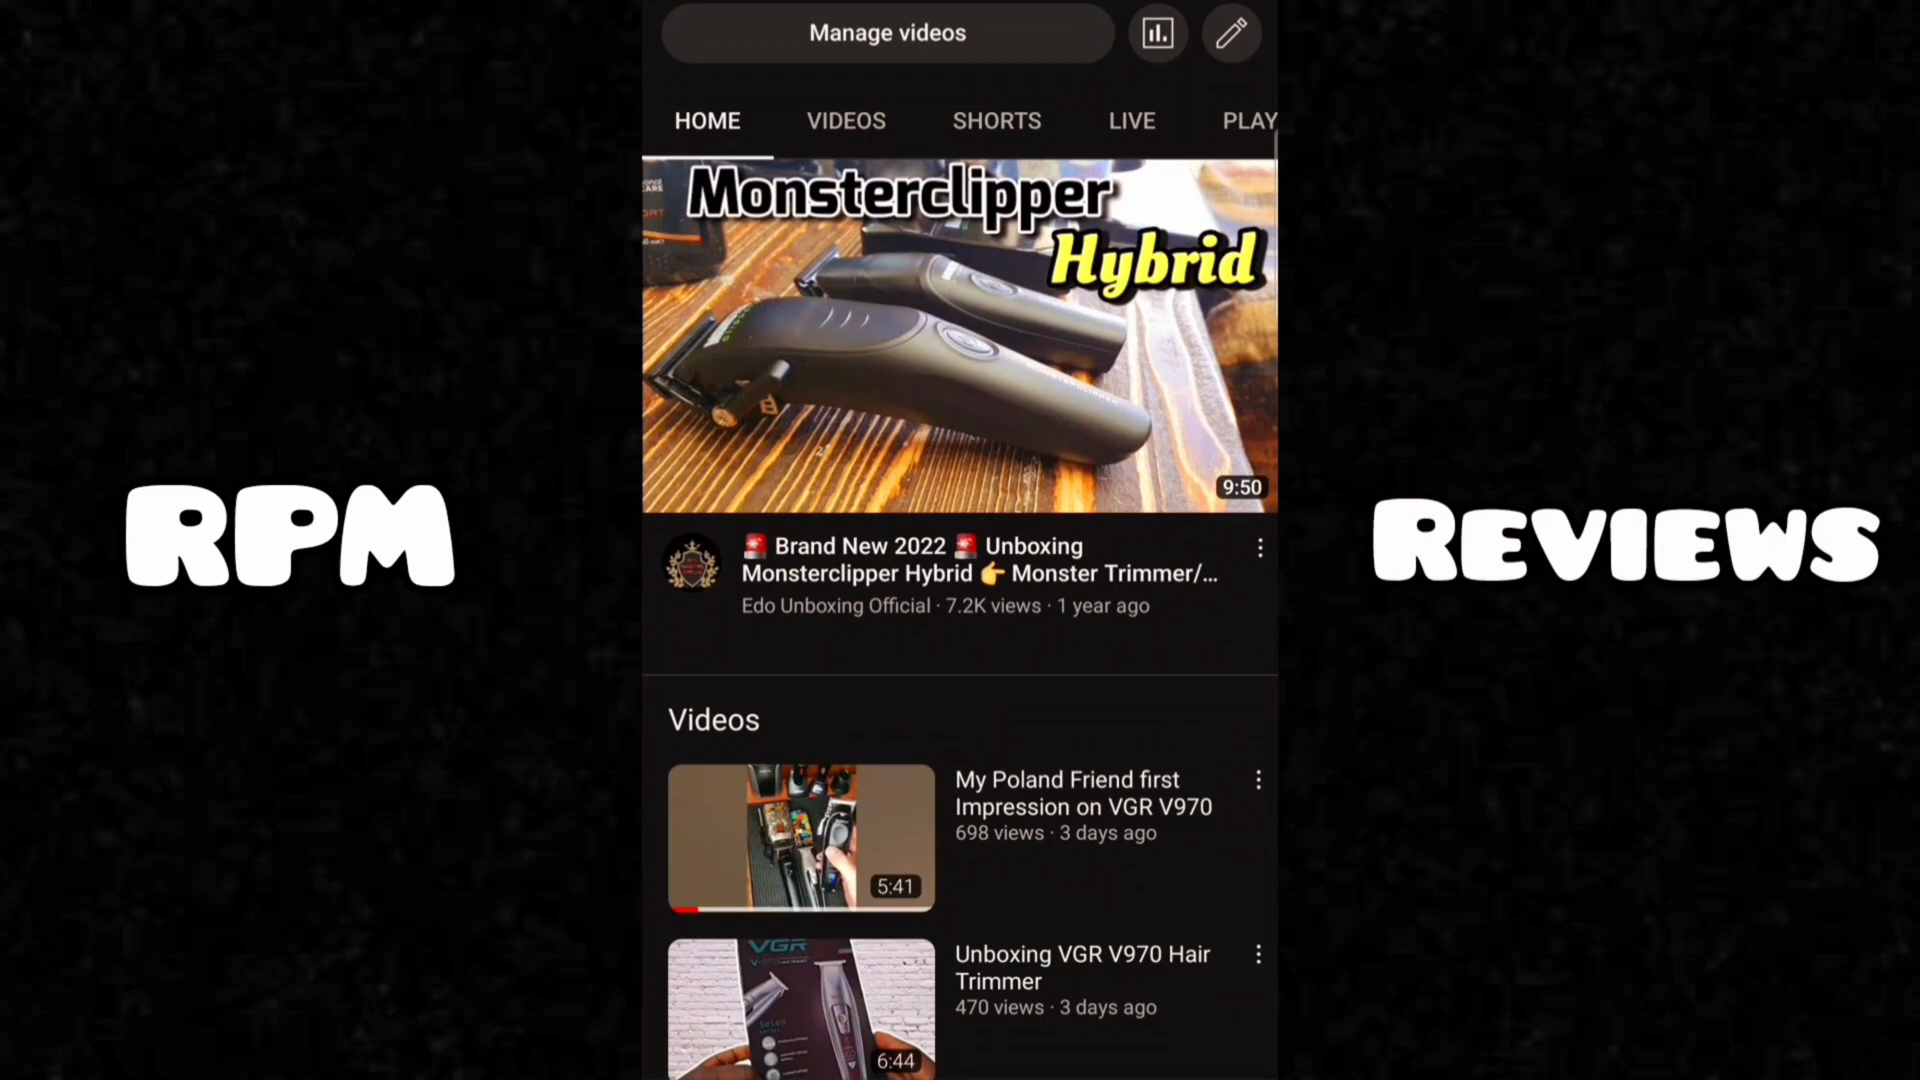 Manage videos
HOME VIDEOS SHORTS LIVE PLAY
Monsterclipper
Hybrid
9:50
🚨 Brand New 2022 🚨 Unboxing
Monsterclipper Hybrid 👉 Monster Trimmer/...
Edo Unboxing Official · 7.2K views · 1 year ago
RPM
REVIEWS
Videos
My Poland Friend first
Impression on VGR V970
698 views · 3 days ago
5:41
VGR
Unboxing VGR V970 Hair
Trimmer
470 views · 3 days ago
6:44